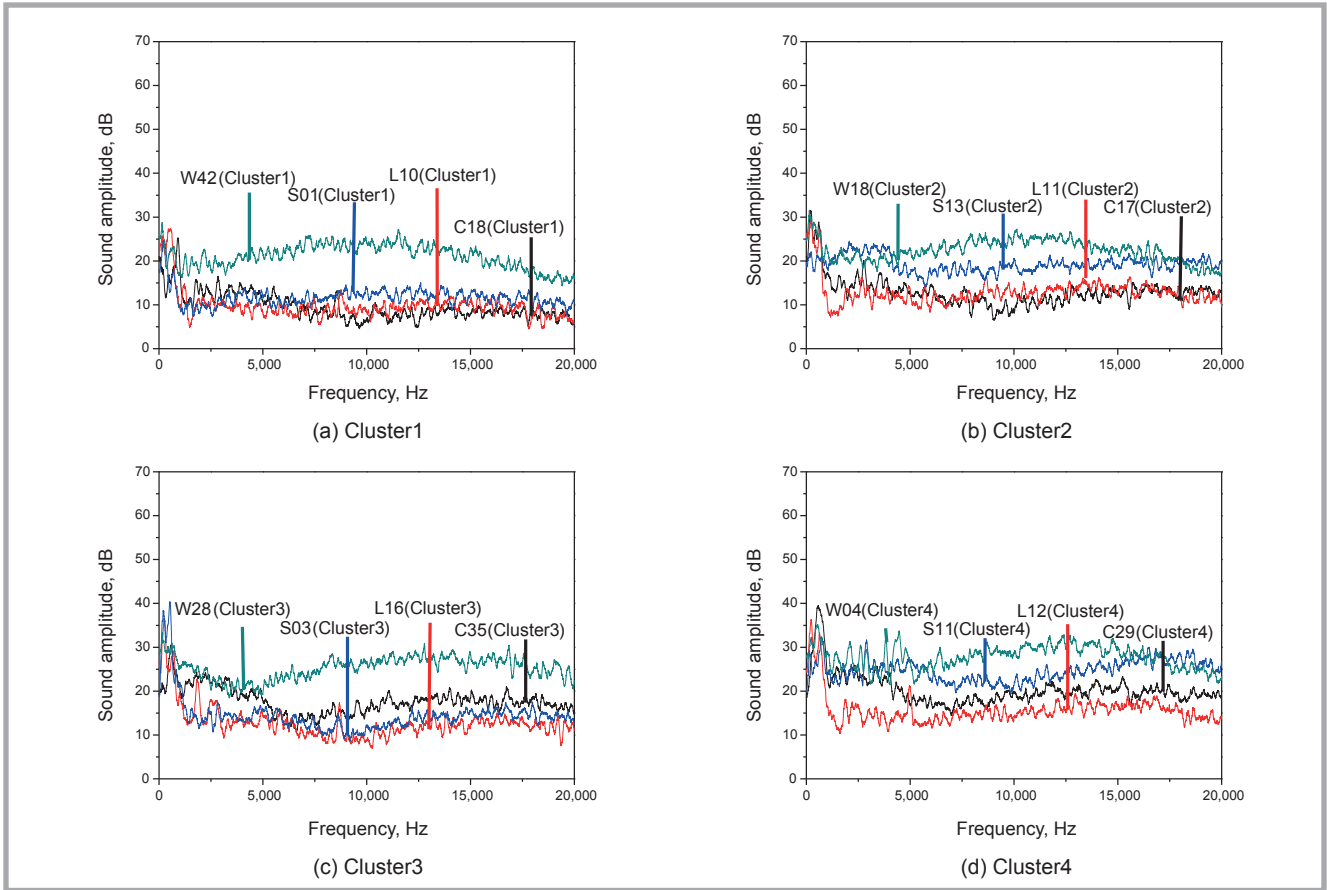 70
60
50
40
30
20
10
0
Sound amplitude, dB
W42(Cluster1)
S01(Cluster1)
L10(Cluster1)
C18(Cluster1)
0 5,000 10,000 15,000 20,000
Frequency, Hz
(a) Cluster1
70
60
50
40
30
20
10
0
Sound amplitude, dB
W18(Cluster2)
S13(Cluster2)
L11(Cluster2)
C17(Cluster2)
0 5,000 10,000 15,000 20,000
Frequency, Hz
(b) Cluster2
70
60
50
40
30
20
10
0
Sound amplitude, dB
W28(Cluster3)
S03(Cluster3)
L16(Cluster3)
C35(Cluster3)
0 5,000 10,000 15,000 20,000
Frequency, Hz
(c) Cluster3
70
60
50
40
30
20
10
0
Sound amplitude, dB
W04(Cluster4)
S11(Cluster4)
L12(Cluster4)
C29(Cluster4)
0 5,000 10,000 15,000 20,000
Frequency, Hz
(d) Cluster4